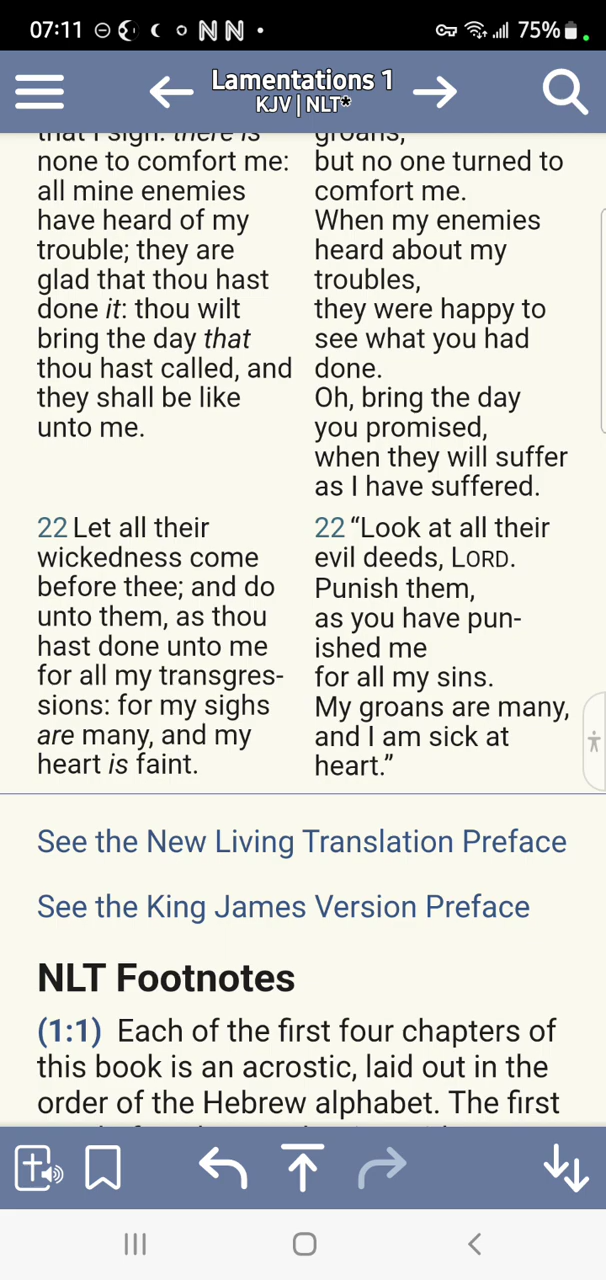 07:11
75%
Lamentations 1
KJV | NLT*
that I sigh: there is
none to comfort me:
all mine enemies
have heard of my
trouble; they are
glad that thou hast
done it: thou wilt
bring the day that
thou hast called, and
they shall be like
unto me.
groans,
but no one turned to
comfort me.
When my enemies
heard about my
troubles,
they were happy to
see what you had
done.
Oh, bring the day
you promised,
when they will suffer
as I have suffered.
22 Let all their
wickedness come
before thee; and do
unto them, as thou
hast done unto me
for all my transgres-
sions: for my sighs
are many, and my
heart is faint.
22 “Look at all their
evil deeds, LORD.
Punish them,
as you have pun-
ished me
for all my sins.
My groans are many,
and I am sick at
heart.”
See the New Living Translation Preface
See the King James Version Preface
NLT Footnotes
(1:1) Each of the first four chapters of
this book is an acrostic, laid out in the
order of the Hebrew alphabet. The first